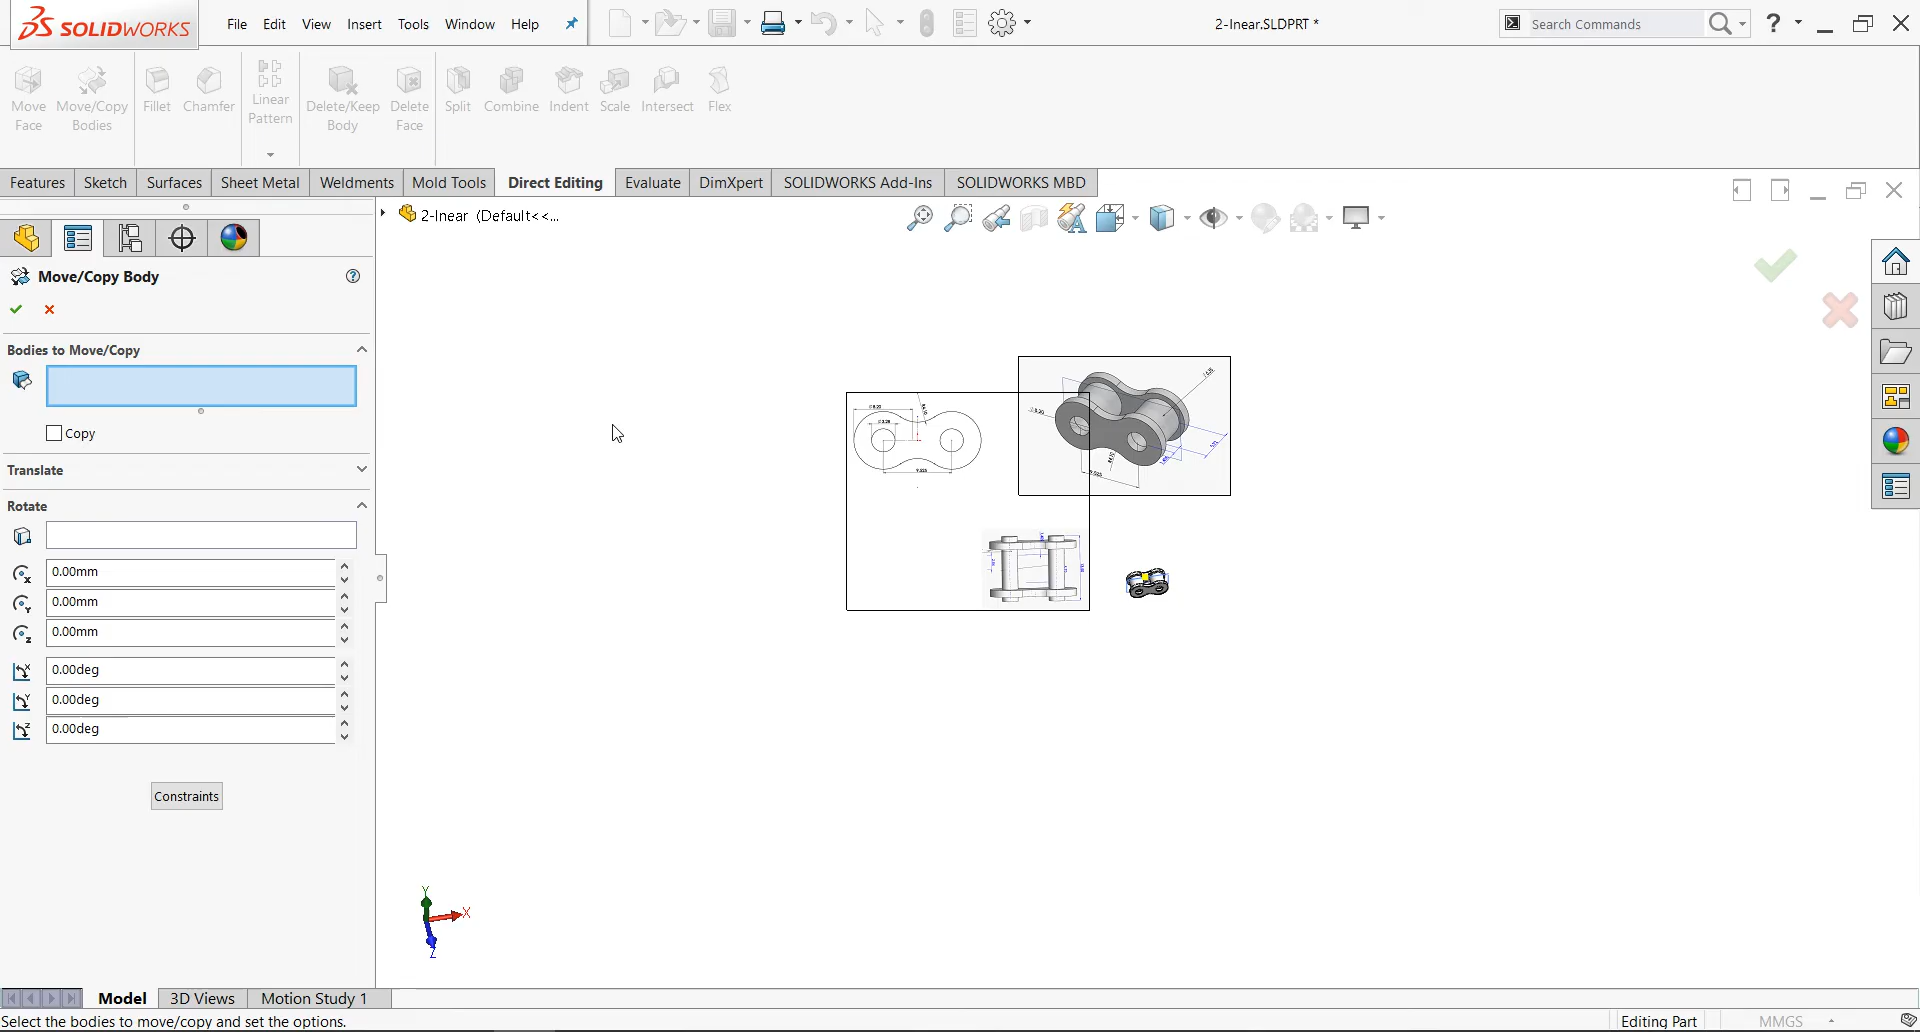 SOLIDWORKS
File Edit View Insert Tools Window Help
2-Inear.SLDPRT *
Search Commands
?
Move Face
Move/Copy Bodies
Fillet
Chamfer
Linear Pattern
Delete/Keep Body
Delete Face
Split
Combine
Indent
Scale
Intersect
Flex
Features Sketch Surfaces Sheet Metal Weldments Mold Tools Direct Editing Evaluate DimXpert SOLIDWORKS Add-Ins SOLIDWORKS MBD
2-Inear (Default<<...
Move/Copy Body
Bodies to Move/Copy
Copy
Translate
Rotate
0.00mm
0.00mm
0.00mm
0.00deg
0.00deg
0.00deg
Constraints
Y
X
Z
Model 3D Views Motion Study 1
Select the bodies to move/copy and set the options.
Editing Part
MMGS